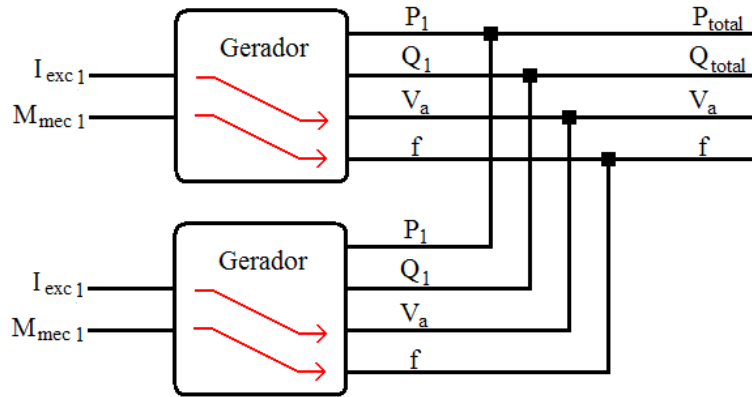 P1 Ptotal
Gerador
Iexc 1 Q1 Qtotal
Mmec 1 Va Va
f f
P1
Gerador
Iexc 1 Q1
Mmec 1 Va
f